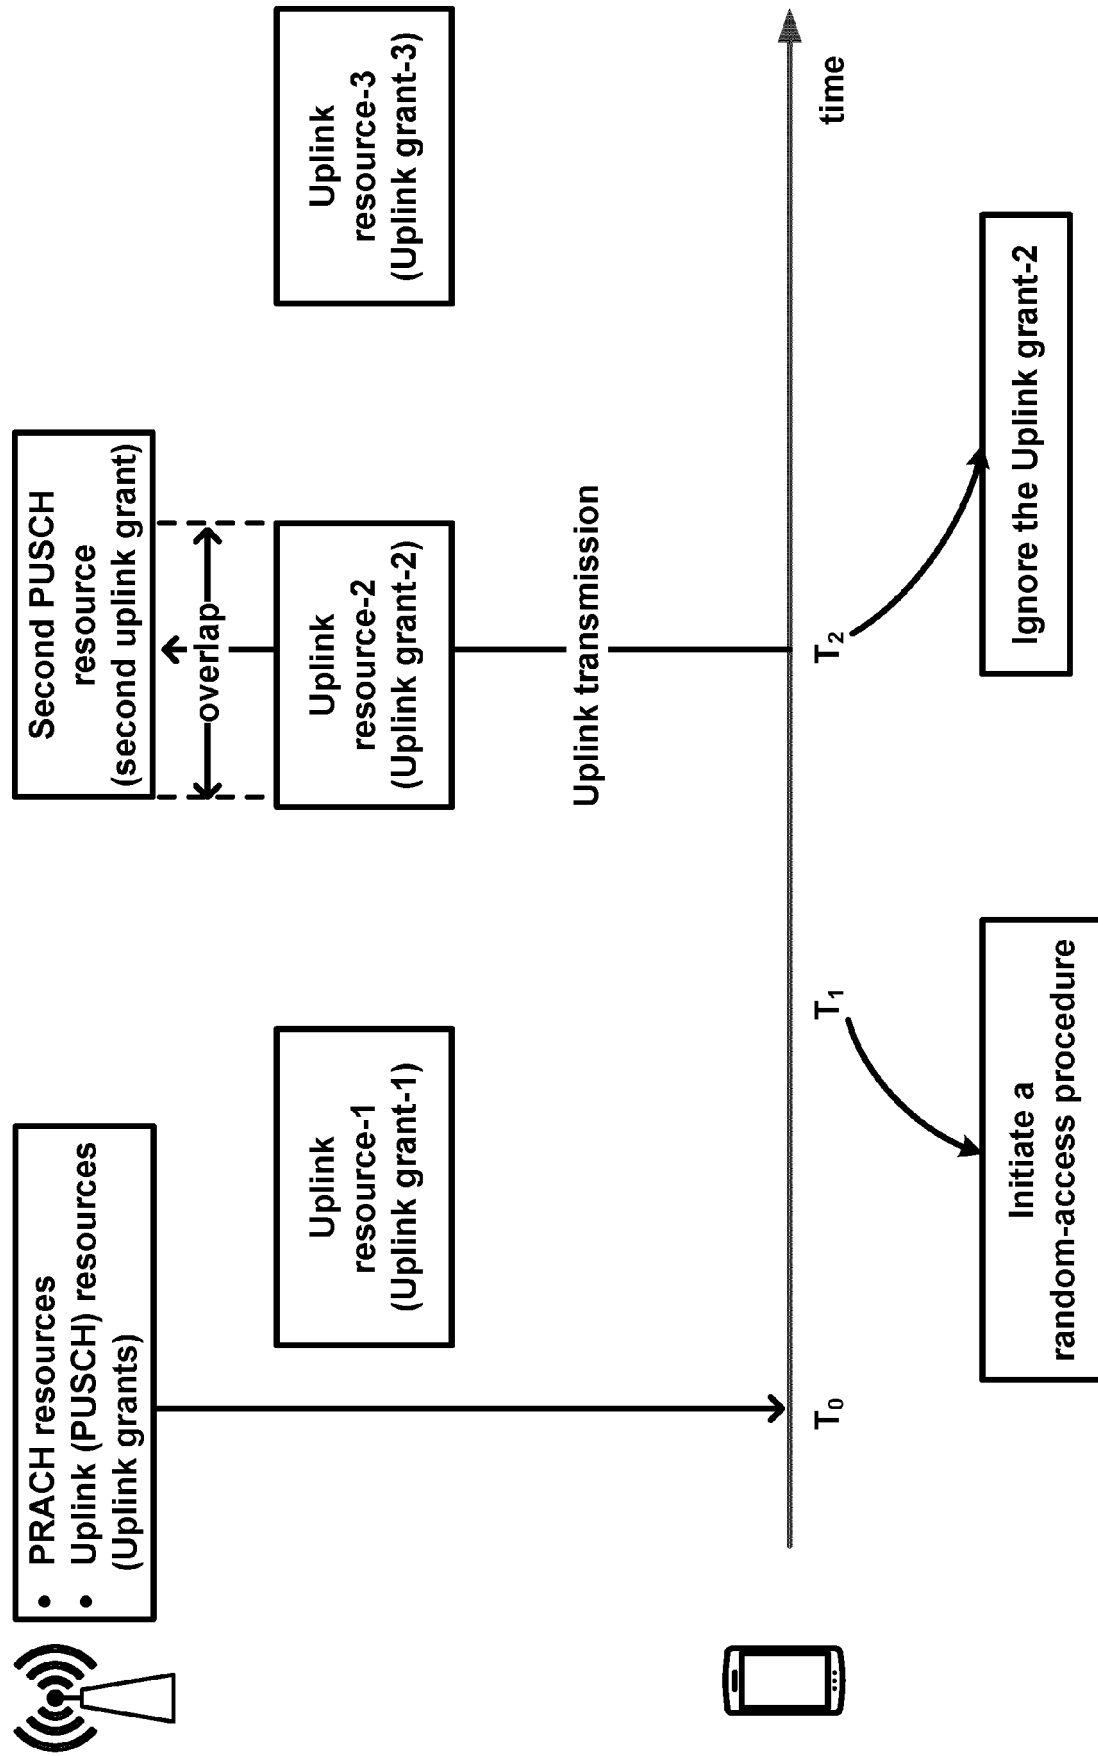 • PRACH resources
• Uplink (PUSCH) resources
(Uplink grants)
Second PUSCH
resource
(second uplink grant)
overlap
Uplink
resource-1
(Uplink grant-1)
Uplink
resource-2
(Uplink grant-2)
Uplink
resource-3
(Uplink grant-3)
Uplink transmission
T0
T1
T2
time
Initiate a
random-access procedure
Ignore the Uplink grant-2